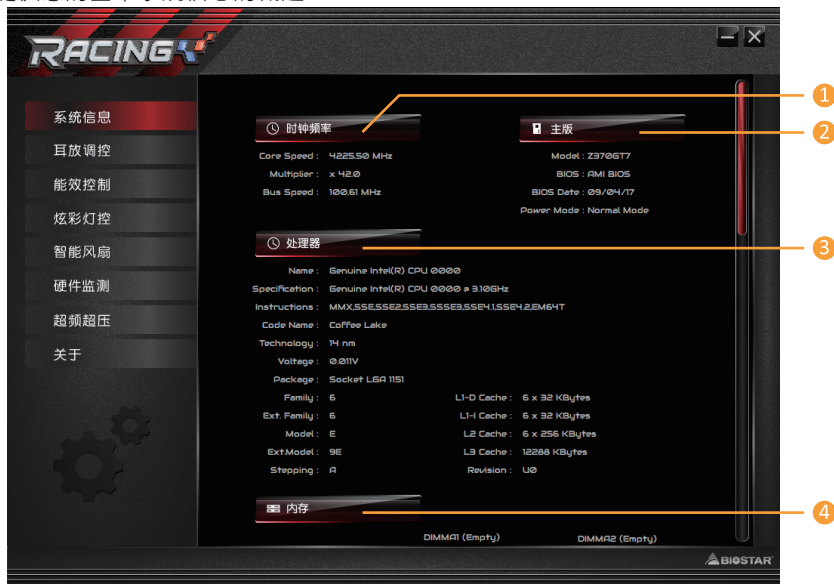 RACING
系统信息
耳放调控
能效控制
炫彩灯控
智能风扇
硬件监测
超频超压
关于
时钟频率
1
Core Speed : 4225.50 MHz
Multiplier : x 42.0
Bus Speed : 100.61 MHz
主版
2
Model : Z370GT7
BIOS : AMI BIOS
BIOS Date : 09/04/17
Power Mode : Normal Mode
处理器
3
Name : Genuine Intel(R) CPU 0000
Specification : Genuine Intel(R) CPU 0000 @ 3.10GHz
Instructions : MMX,SSE,SSE2,SSE3,SSSE3,SSE4.1,SSE4.2,EM64T
Code Name : Coffee Lake
Technology : 14 nm
Voltage : 0.011V
Package : Socket LGA 1151
Family : 6 L1-D Cache : 6 x 32 KBytes
Ext. Family : 6 L1-I Cache : 6 x 32 KBytes
Model : E L2 Cache : 6 x 256 KBytes
Ext.Model : 9E L3 Cache : 12288 KBytes
Stepping : A Revision : U0
内存
4
DIMMA1 (Empty) DIMMA2 (Empty)
BIOSTAR